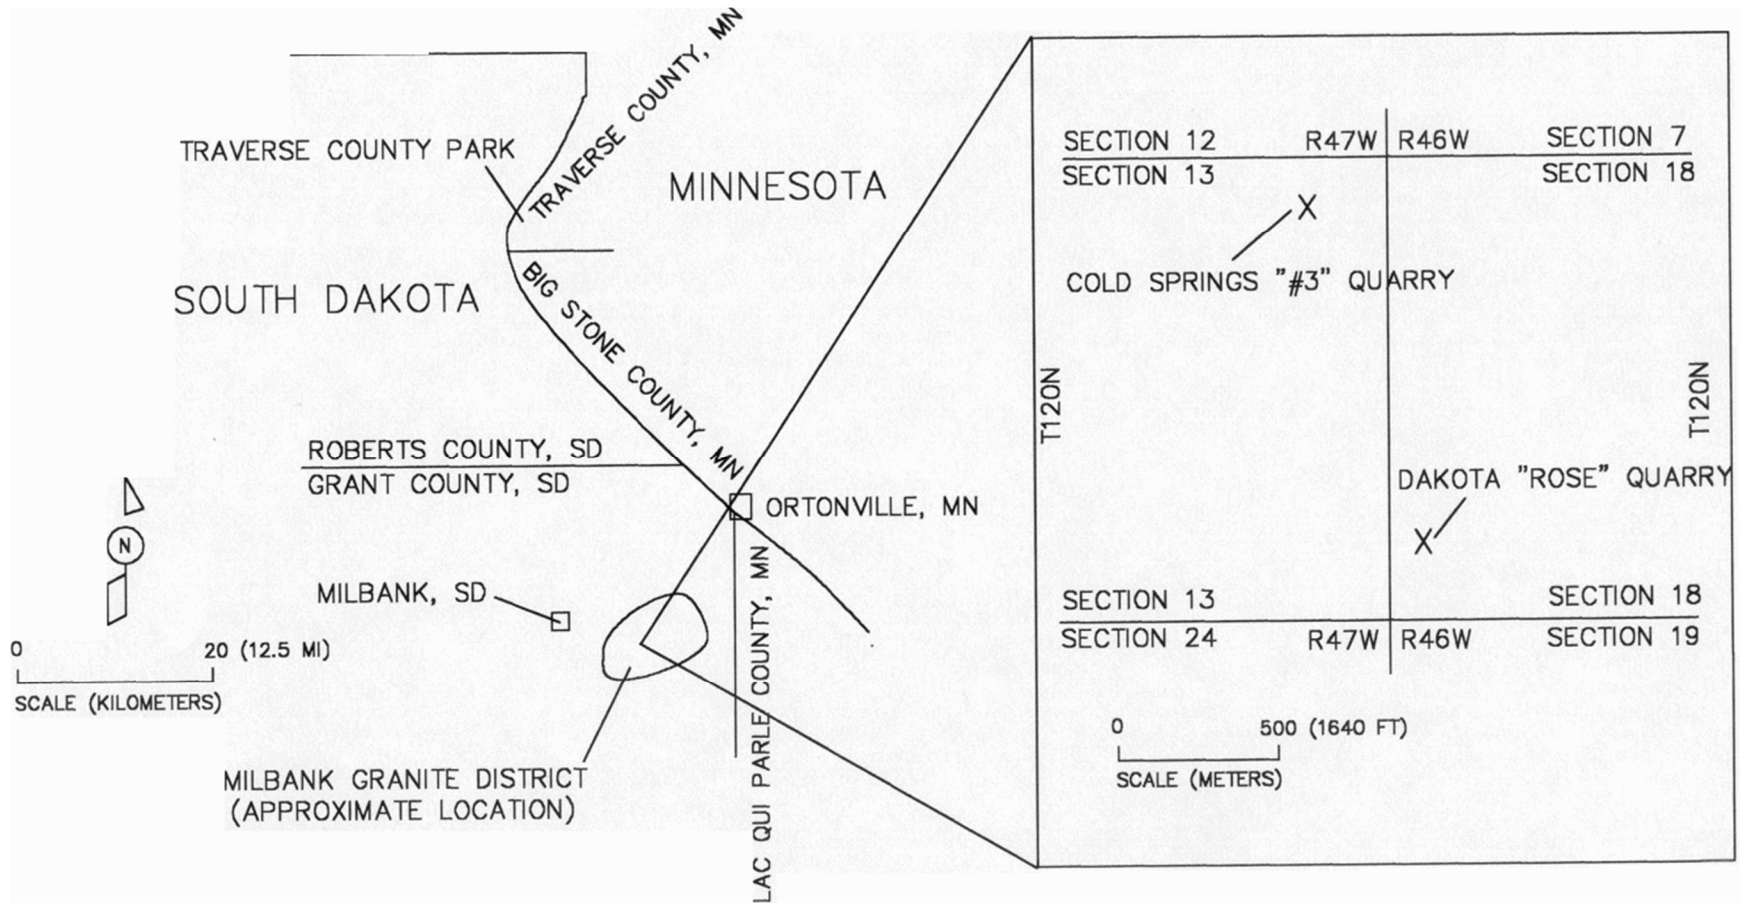 TRAVERSE COUNTY, MN
TRAVERSE COUNTY PARK
MINNESOTA
SOUTH DAKOTA
BIG STONE COUNTY, MN
ROBERTS COUNTY, SD
GRANT COUNTY, SD
ORTONVILLE, MN
N
MILBANK, SD
0 20 (12.5 MI)
SCALE (KILOMETERS)
MILBANK GRANITE DISTRICT
(APPROXIMATE LOCATION)
LAC QUI PARLE COUNTY, MN
SECTION 12 R47W R46W SECTION 7
SECTION 13 SECTION 18
X
COLD SPRINGS "#3" QUARRY
T120N
T120N
DAKOTA "ROSE" QUARRY
X
SECTION 13 SECTION 18
SECTION 24 R47W R46W SECTION 19
0 500 (1640 FT)
SCALE (METERS)